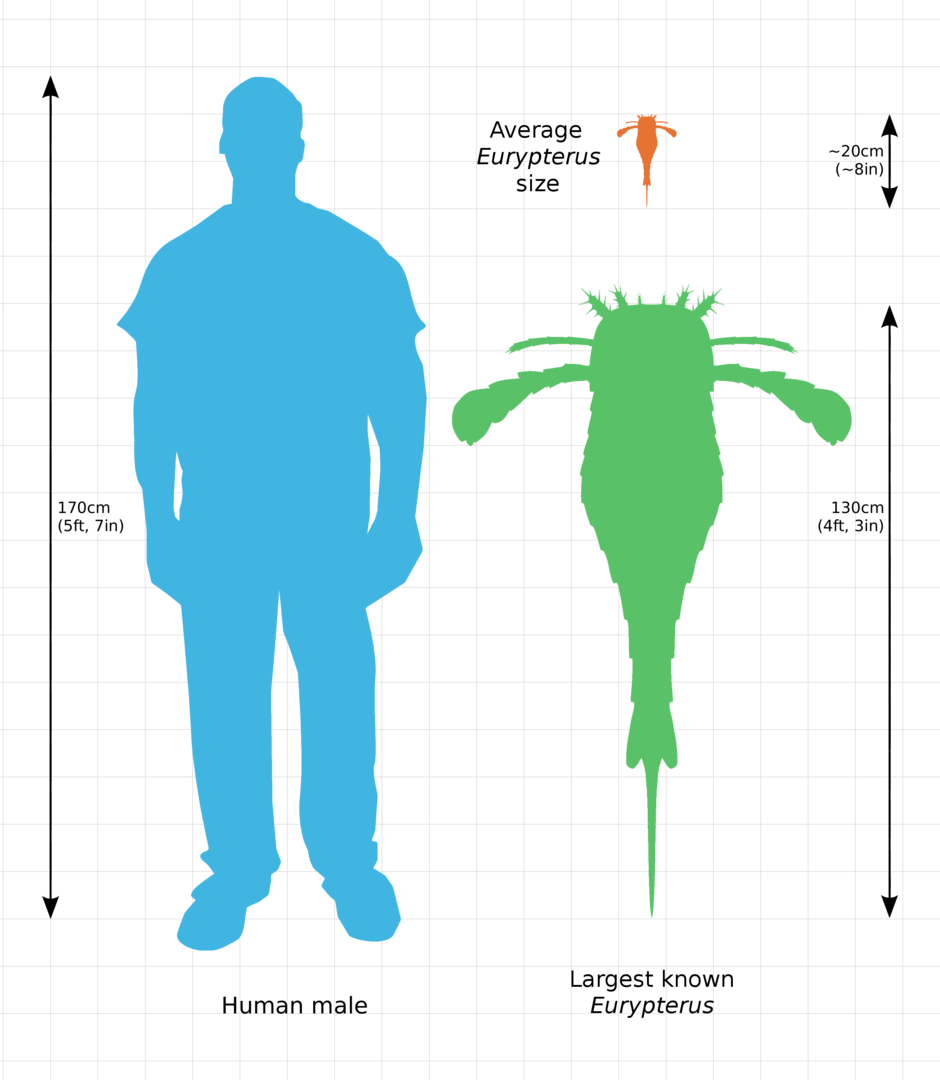 Average
Eurypterus
size
~20cm
(~8in)
170cm
(5ft, 7in)
130cm
(4ft, 3in)
Human male
Largest known
Eurypterus